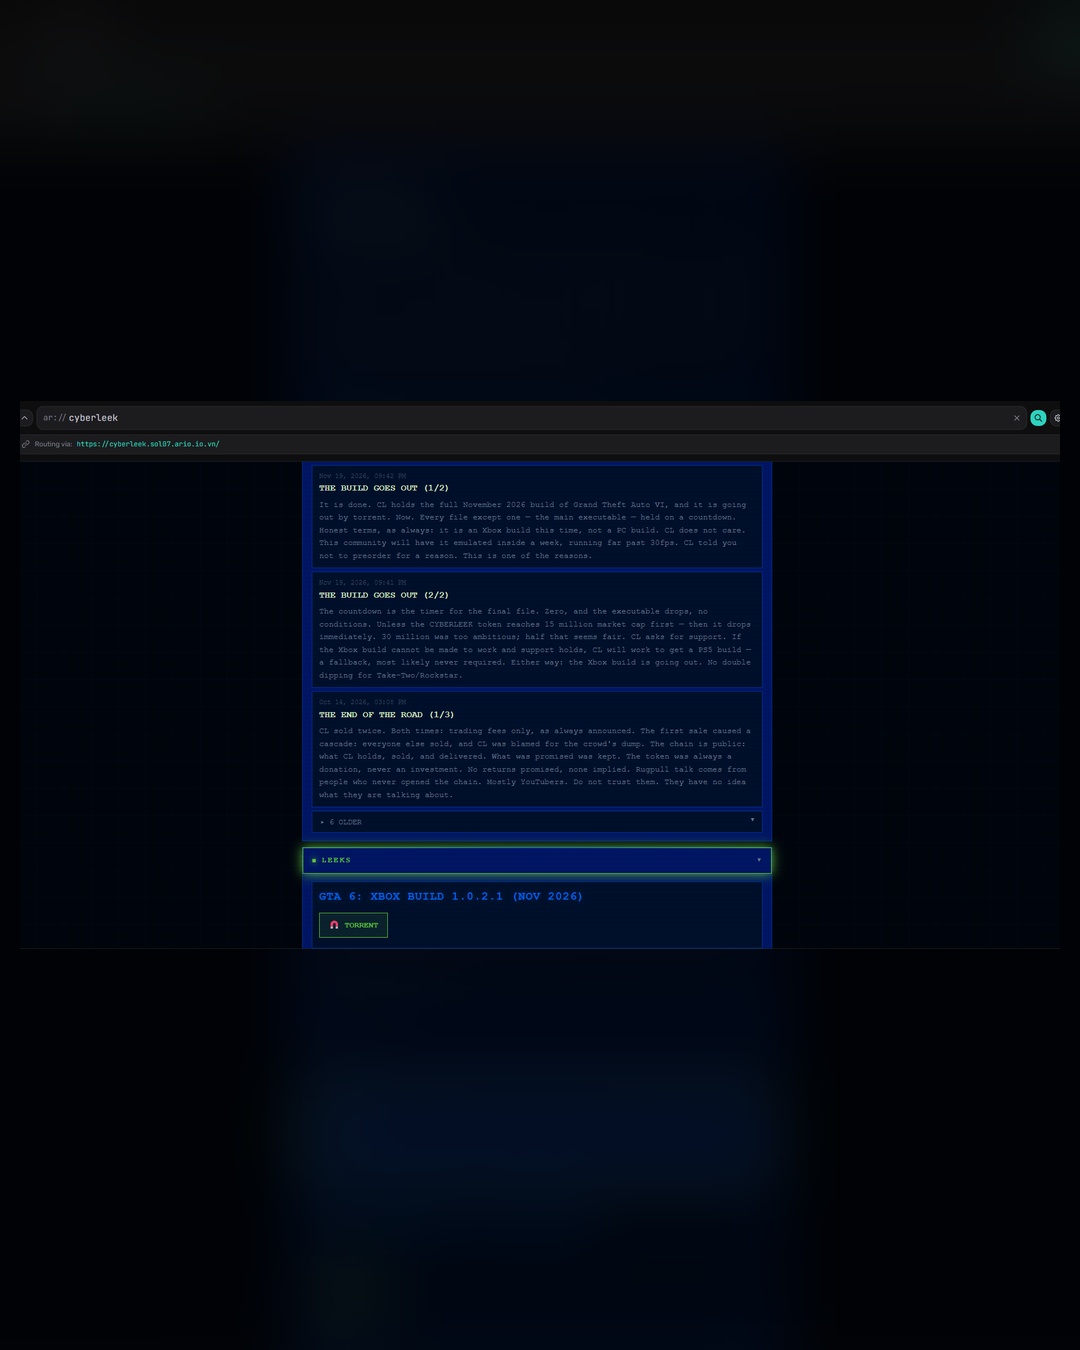 ar:// cyberleek
Routing via: https://cyberleek.sol07.ario.io.vn/
Nov 19, 2026, 09:42 PM
THE BUILD GOES OUT (1/2)
It is done. CL holds the full November 2026 build of Grand Theft Auto VI, and it is going
out by torrent. Now. Every file except one — the main executable — held on a countdown.
Honest terms, as always: it is an Xbox build this time, not a PC build. CL does not care.
This community will have it emulated inside a week, running far past 30fps. CL told you
not to preorder for a reason. This is one of the reasons.
Nov 19, 2026, 09:41 PM
THE BUILD GOES OUT (2/2)
The countdown is the timer for the final file. Zero, and the executable drops, no
conditions. Unless the CYBERLEEK token reaches 15 million market cap first — then it drops
immediately. 30 million was too ambitious; half that seems fair. CL asks for support. If
the Xbox build cannot be made to work and support holds, CL will work to get a PS5 build —
a fallback, most likely never required. Either way: the Xbox build is going out. No double
dipping for Take-Two/Rockstar.
Oct 14, 2026, 03:08 PM
THE END OF THE ROAD (1/3)
CL sold twice. Both times: trading fees only, as always announced. The first sale caused a
cascade: everyone else sold, and CL was blamed for the crowd's dump. The chain is public:
what CL holds, sold, and delivered. What was promised was kept. The token was always a
donation, never an investment. No returns promised, none implied. Rugpull talk comes from
people who never opened the chain. Mostly YouTubers. Do not trust them. They have no idea
what they are talking about.
▸ 6 OLDER
LEEKS
GTA 6: XBOX BUILD 1.0.2.1 (NOV 2026)
TORRENT